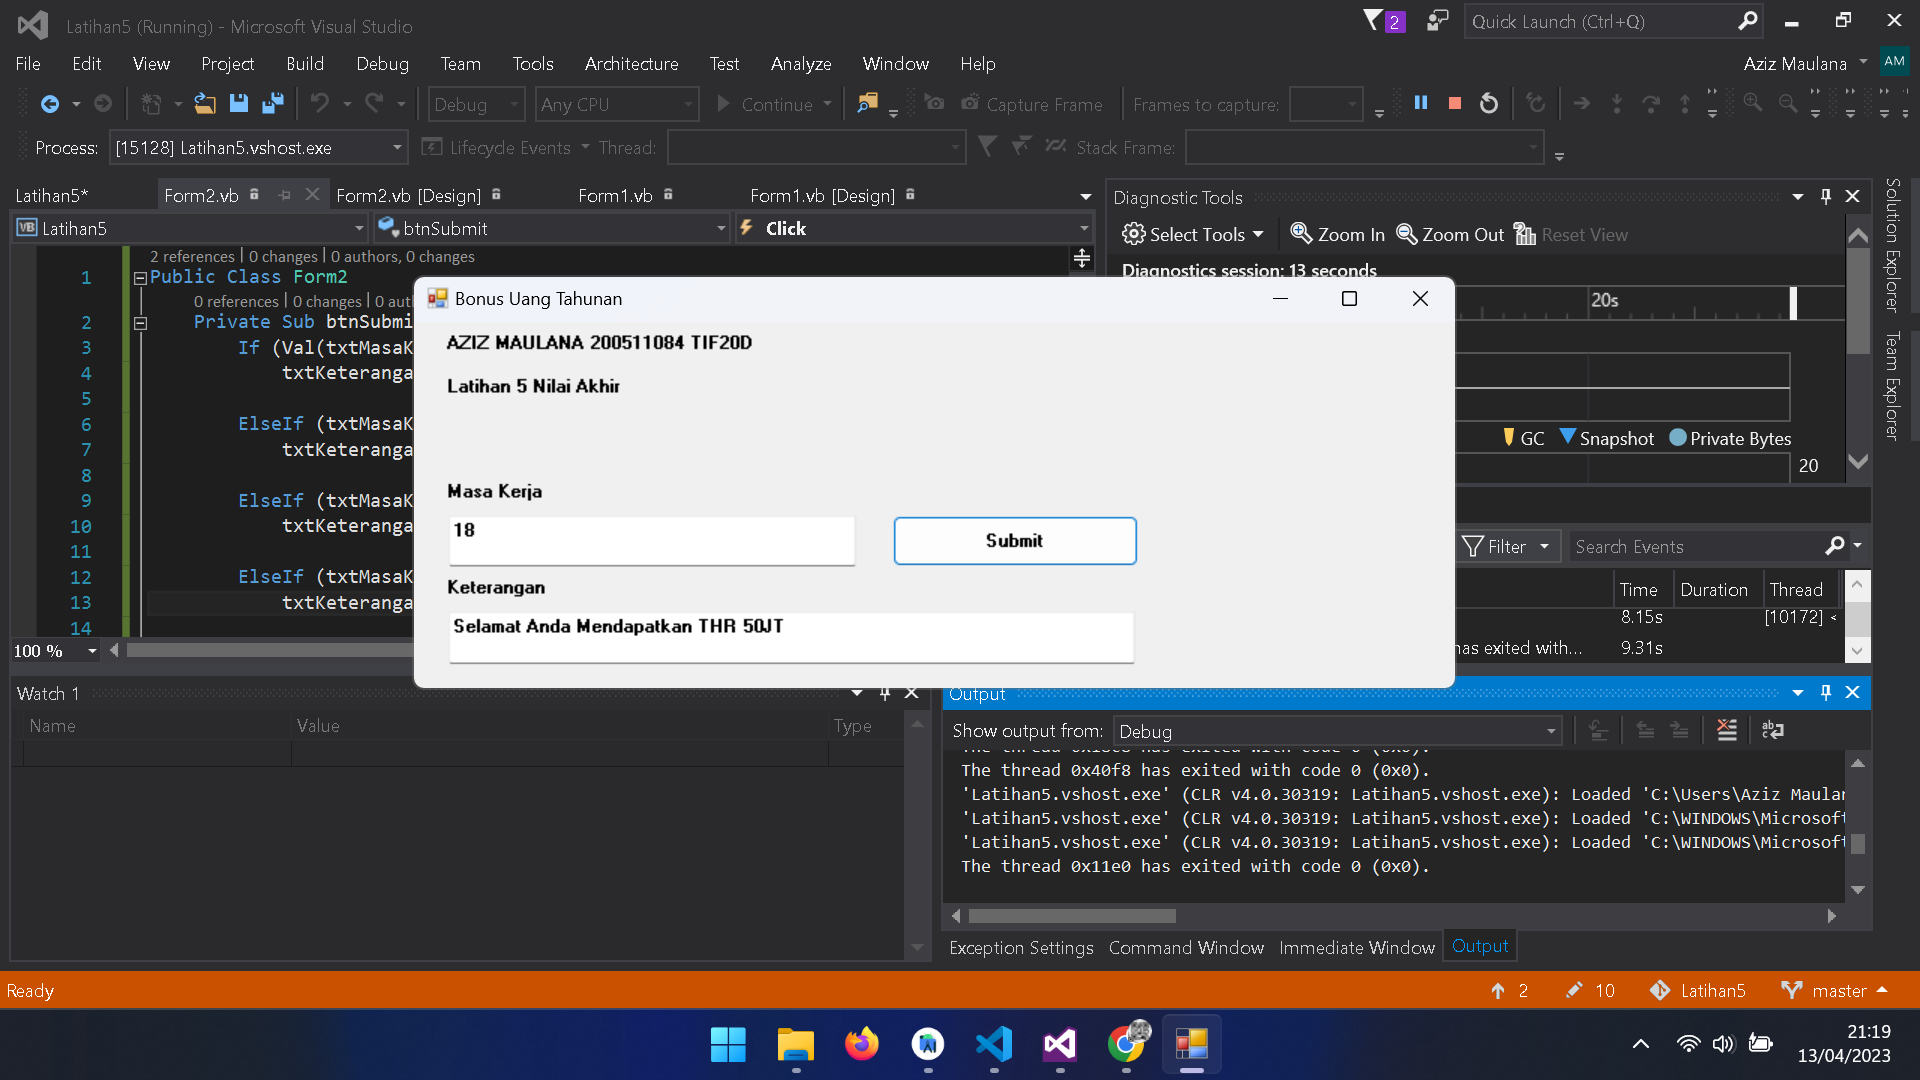 Latihan5 (Running) - Microsoft Visual Studio
2
Quick Launch (Ctrl+Q)
File Edit View Project Build Debug Team Tools Architecture Test Analyze Window Help
Aziz Maulana AM
Debug Any CPU Continue Capture Frame Frames to capture:
Process: [15128] Latihan5.vshost.exe Lifecycle Events Thread: Stack Frame:
Latihan5* Form2.vb Form2.vb [Design] Form1.vb Form1.vb [Design]
VB Latihan5 btnSubmit Click
2 references | 0 changes | 0 authors, 0 changes
1 Public Class Form2
0 references | 0 changes | 0
2 Private Sub
3 If (Val(
4
5
6 ElseIf
7
8
9 ElseIf
10
11
12 ElseIf
13
14
100 %
Bonus Uang Tahunan
AZIZ MAULANA 200511084 TIF20D
Latihan 5 Nilai Akhir
Masa Kerja
18
Submit
Keterangan
Selamat Anda Mendapatkan THR 50JT
Diagnostic Tools
Select Tools Zoom In Zoom Out Reset View
Diagnostics session: 13 seconds
20s
GC Snapshot Private Bytes
20
Filter Search Events
Time Duration Thread
8.15s [10172] <
has exited with... 9.31s
Solution Explorer
Team Explorer
Watch 1
Name Value Type
Output
Show output from: Debug
The thread 0x40f8 has exited with code 0 (0x0).
'Latihan5.vshost.exe' (CLR v4.0.30319: Latihan5.vshost.exe): Loaded 'C:\Users\Aziz
'Latihan5.vshost.exe' (CLR v4.0.30319: Latihan5.vshost.exe): Loaded 'C:\WINDOWS\Microsoft
'Latihan5.vshost.exe' (CLR v4.0.30319: Latihan5.vshost.exe): Loaded 'C:\WINDOWS\Microsoft
The thread 0x11e0 has exited with code 0 (0x0).
Exception Settings Command Window Immediate Window Output
Ready
2 10 Latihan5 master
21:19
13/04/2023